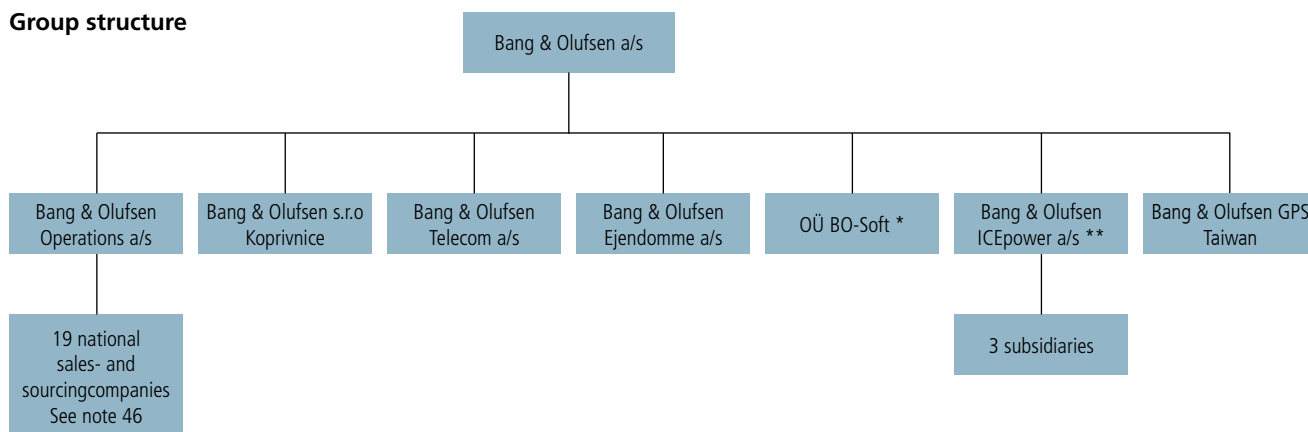 Group structure
Bang & Olufsen a/s
Bang & Olufsen
Operations a/s
Bang & Olufsen s.r.o
Koprivnice
Bang & Olufsen
Telecom a/s
Bang & Olufsen
Ejendomme a/s
OÜ BO-Soft *
Bang & Olufsen
ICEpower a/s **
Bang & Olufsen GPS
Taiwan
19 national
sales- and
sourcingcompanies
See note 46
3 subsidiaries